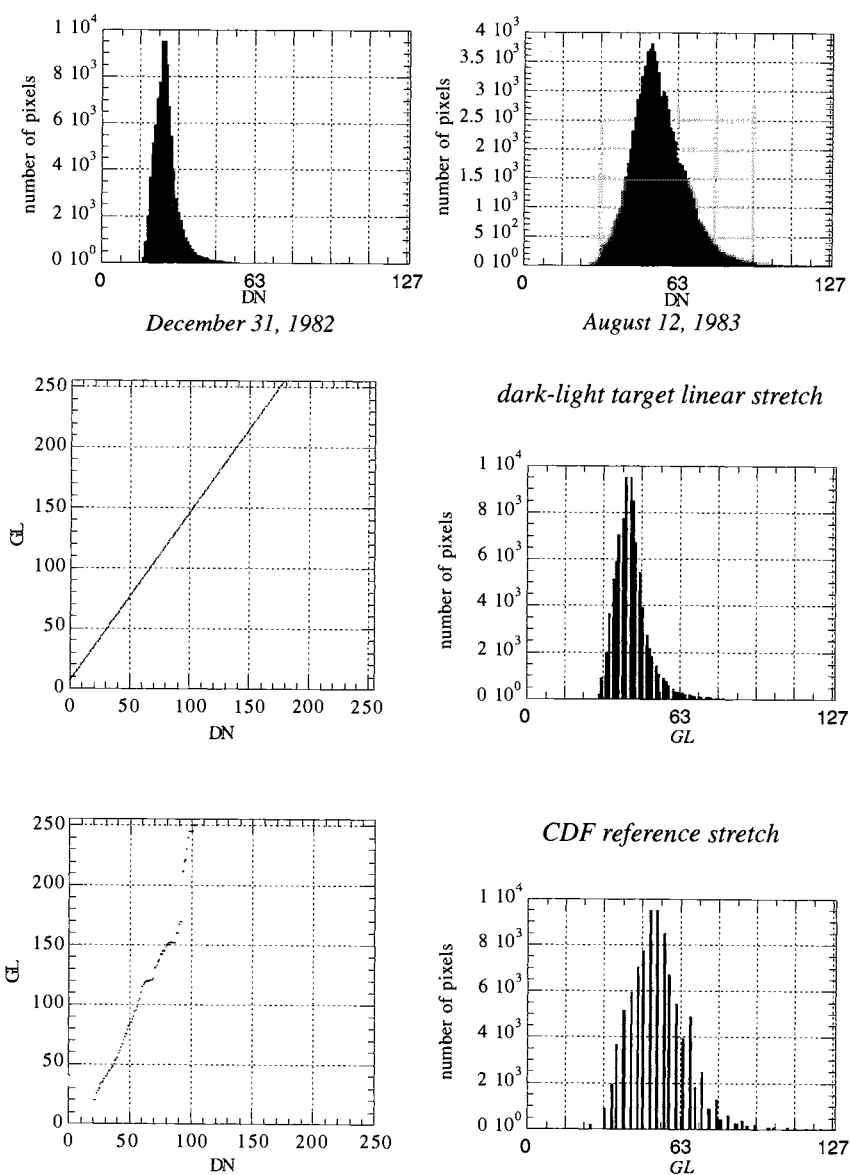 1 10⁴
8 10³
6 10³
4 10³
2 10³
0 10⁰
number of pixels
0 63 127
DN
December 31, 1982
4 10³
3.5 10³
3 10³
2.5 10³
2 10³
1.5 10³
1 10³
5 10²
0 10⁰
number of pixels
0 63 127
DN
August 12, 1983
250
200
150
100
50
0
GL
0 50 100 150 200 250
DN
dark-light target linear stretch
1 10⁴
8 10³
6 10³
4 10³
2 10³
0 10⁰
number of pixels
0 63 127
GL
250
200
150
100
50
0
GL
0 50 100 150 200 250
DN
CDF reference stretch
1 10⁴
8 10³
6 10³
4 10³
2 10³
0 10⁰
number of pixels
0 63 127
GL